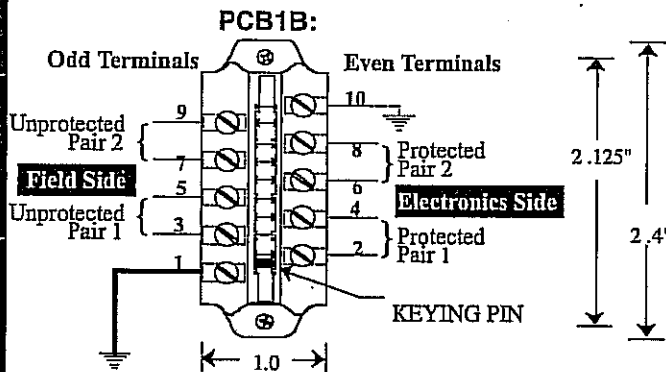 PCB1B:
Odd Terminals
Even Terminals
9
10
Unprotected
Pair 2
7
8
Protected
Pair 2
6
2.125"
Field Side
5
Electronics Side
4
Unprotected
Pair 1
3
2
Protected
Pair 1
2.4"
1
KEYING PIN
1.0